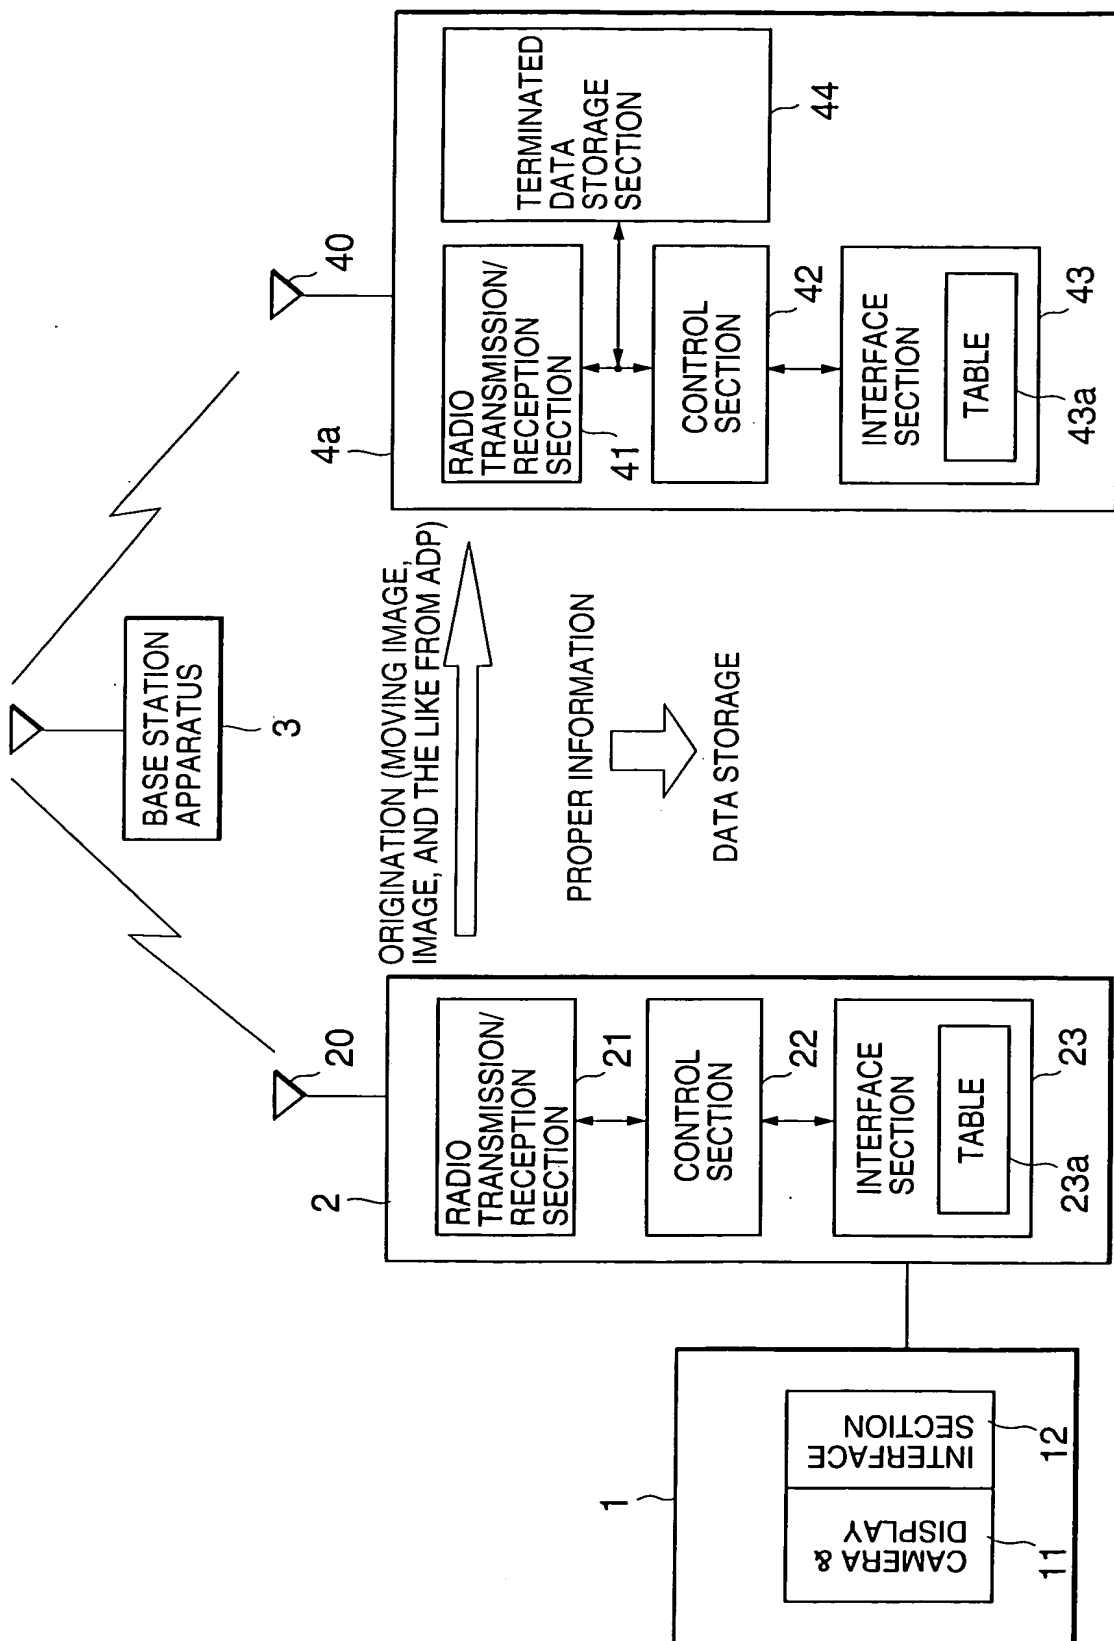 BASE STATION
APPARATUS
3
20
40
2
RADIO
TRANSMISSION/
RECEPTION
SECTION
21
CONTROL
SECTION
22
INTERFACE
SECTION
TABLE
23a
23
1
CAMERA &
DISPLAY
11
INTERFACE
SECTION
12
ORIGINATION (MOVING IMAGE,
IMAGE, AND THE LIKE FROM ADP)
PROPER INFORMATION
DATA STORAGE
4a
RADIO
TRANSMISSION/
RECEPTION
SECTION
41
TERMINATED
DATA
STORAGE
SECTION
44
CONTROL
SECTION
42
INTERFACE
SECTION
TABLE
43a
43